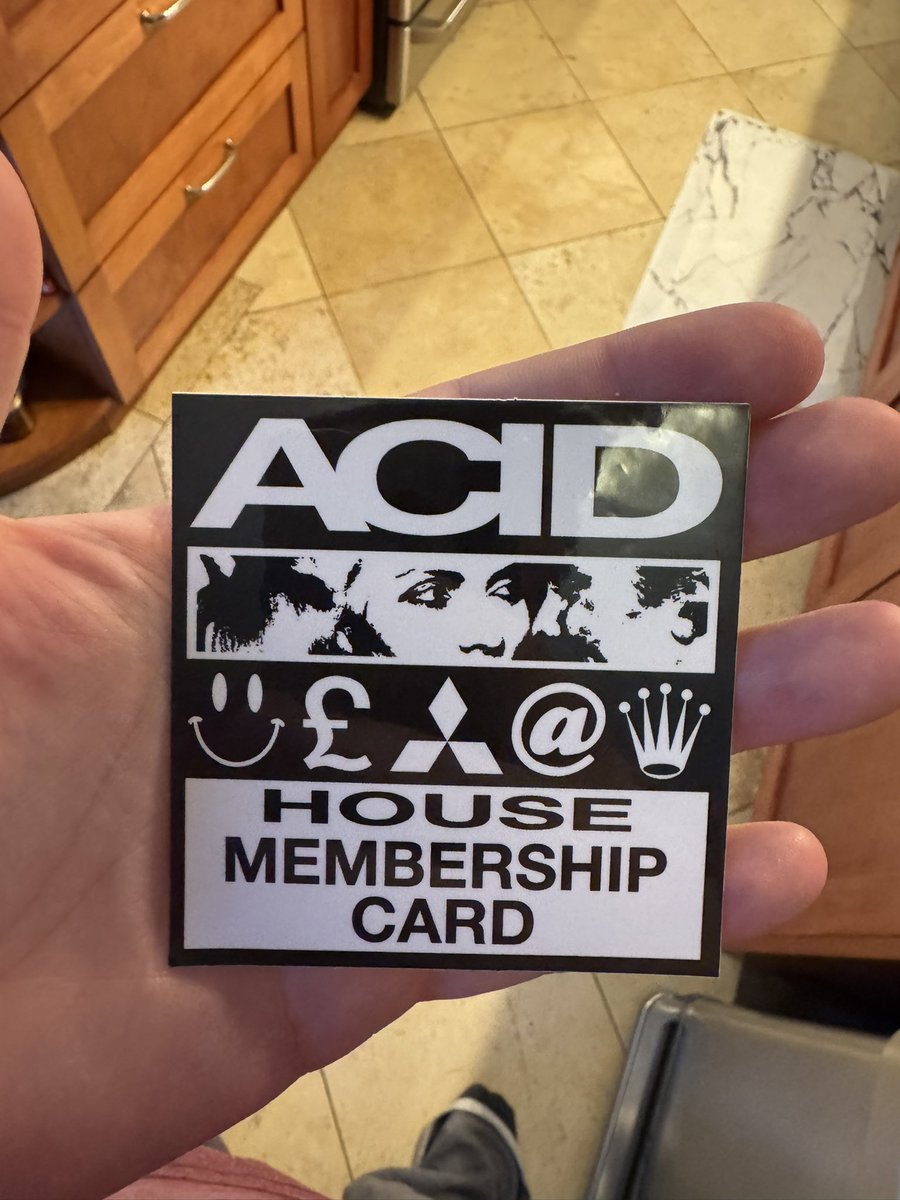 ACID
£ @
HOUSE
MEMBERSHIP
CARD